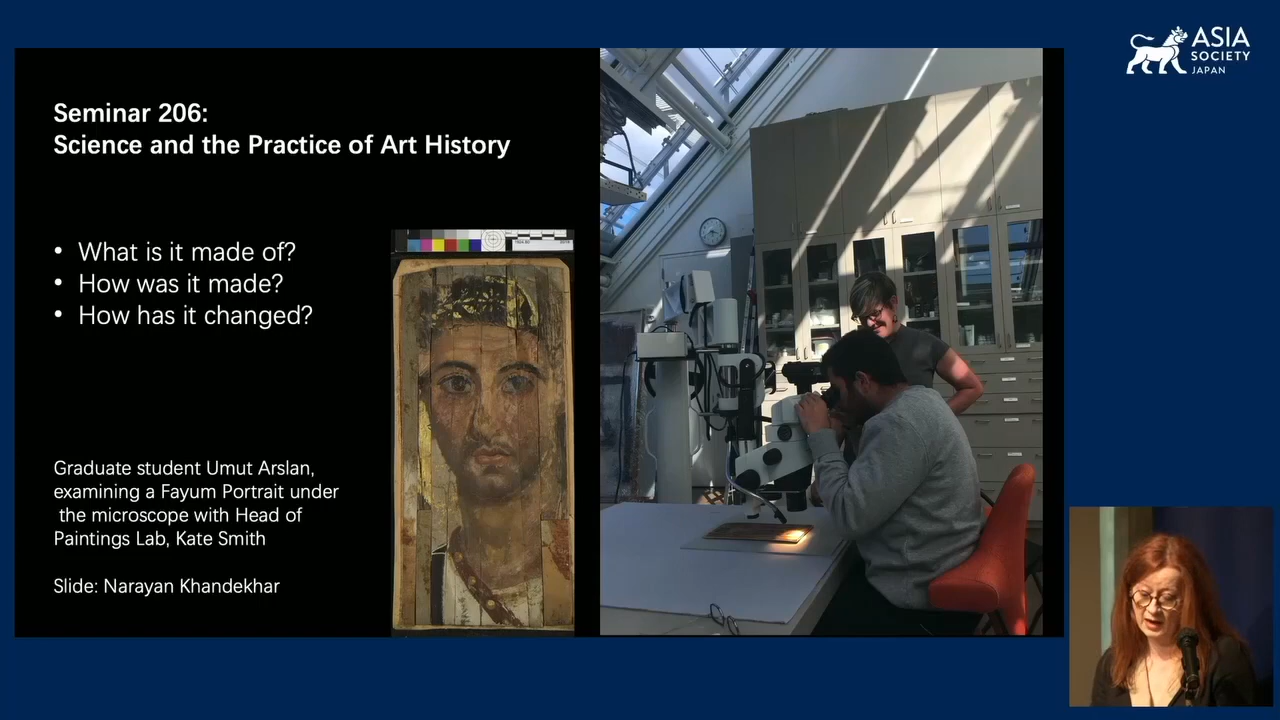 ASIA
SOCIETY
JAPAN
Seminar 206:
Science and the Practice of Art History
• What is it made of?
• How was it made?
• How has it changed?
Graduate student Umut Arslan,
examining a Fayum Portrait under
the microscope with Head of
Paintings Lab, Kate Smith
Slide: Narayan Khandekhar